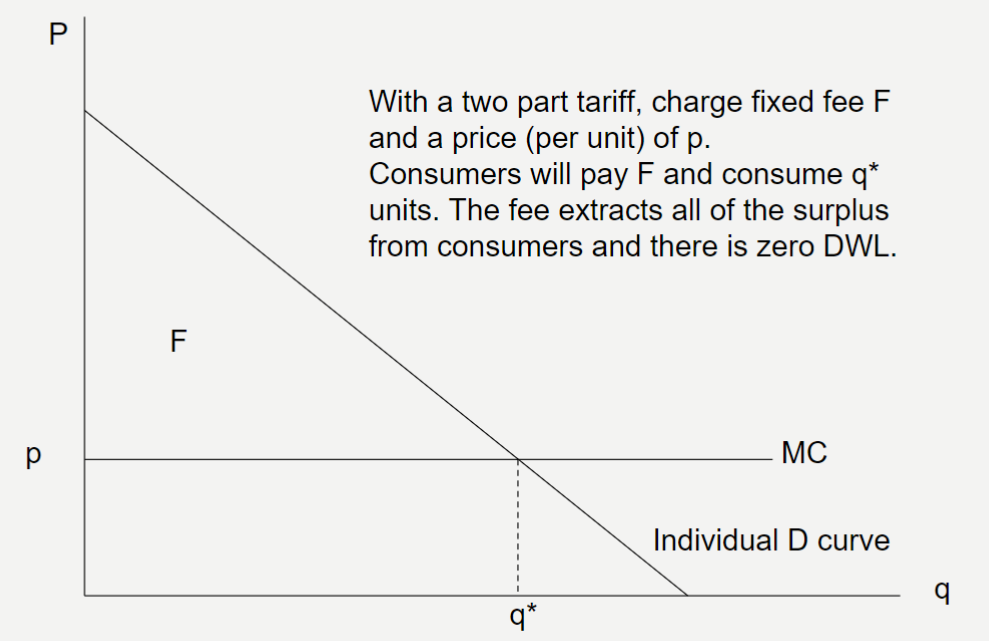 P
With a two part tariff, charge fixed fee F
and a price (per unit) of p.
Consumers will pay F and consume q*
units. The fee extracts all of the surplus
from consumers and there is zero DWL.
F
p
MC
Individual D curve
q
q*